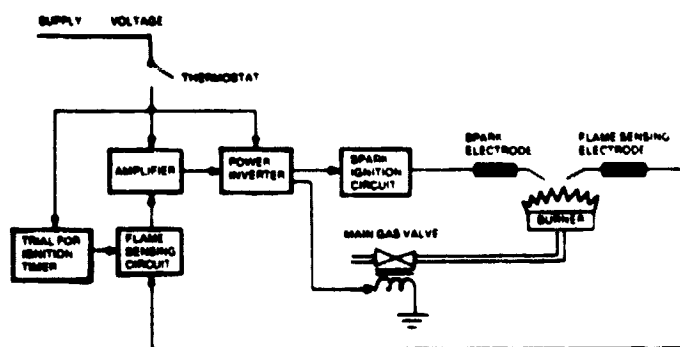 SUPPLY VOLTAGE
THERMOSTAT
AMPLIFIER
POWER
INVERTER
SPARK
IGNITION
CIRCUIT
SPARK
ELECTRODE
FLAME SENSING
ELECTRODE
BURNER
MAIN GAS VALVE
TRIAL FOR
IGNITION
TIMER
FLAME
SENSING
CIRCUIT